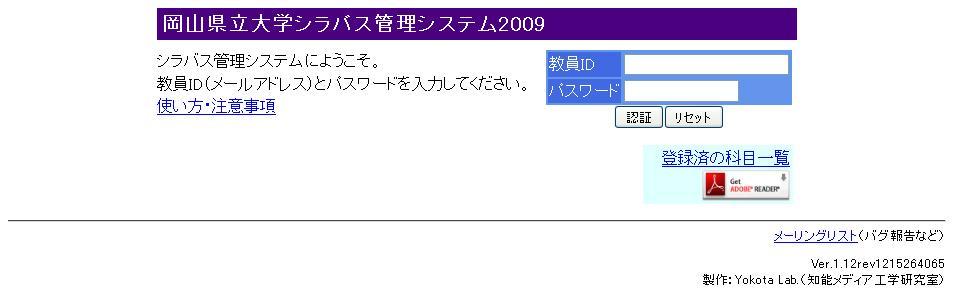 岡山県立大学シラバス管理システム2009
シラバス管理システムにようこそ。
教員ID(メールアドレス)とパスワードを入力してください。
使い方・注意事項
教員ID
パスワード
認証 リセット
登録済の科目一覧
Get
ADOBE® READER®
メーリングリスト(バグ報告など)
Ver.1.12rev1215264065
製作: Yokota Lab.(知能メディア工学研究室)